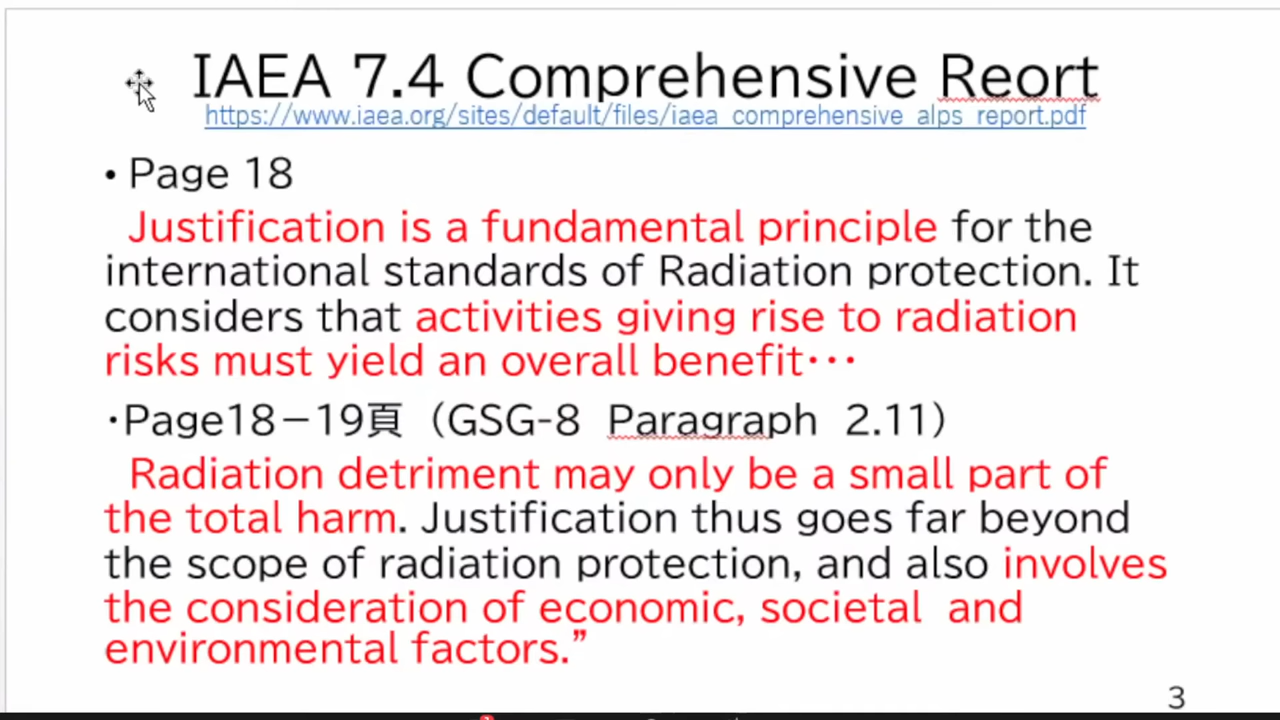 IAEA 7.4 Comprehensive Reort
https://www.iaea.org/sites/default/files/iaea_comprehensive_alps_report.pdf
• Page 18
Justification is a fundamental principle for the
international standards of Radiation protection. It
considers that activities giving rise to radiation
risks must yield an overall benefit･･･
･Page18－19頁（GSG-8 Paragraph 2.11）
Radiation detriment may only be a small part of
the total harm. Justification thus goes far beyond
the scope of radiation protection, and also involves
the consideration of economic, societal and
environmental factors.”
3